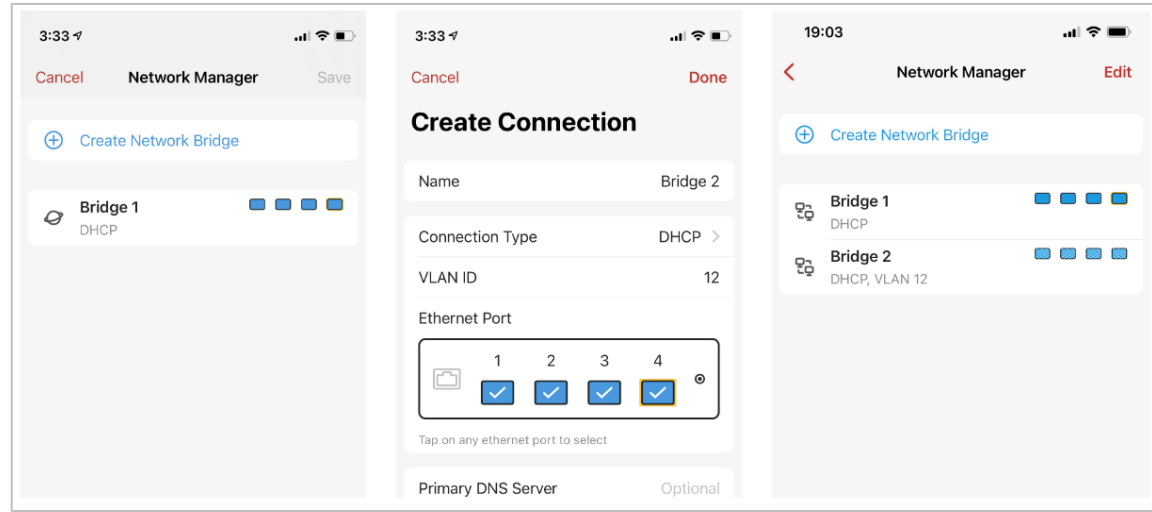 3:33
Cancel Network Manager Save
Create Network Bridge
Bridge 1
DHCP
3:33
Cancel Done
Create Connection
Name Bridge 2
Connection Type DHCP
VLAN ID 12
Ethernet Port
1 2 3 4
Tap on any ethernet port to select
Primary DNS Server Optional
19:03
Network Manager Edit
Create Network Bridge
Bridge 1
DHCP
Bridge 2
DHCP, VLAN 12